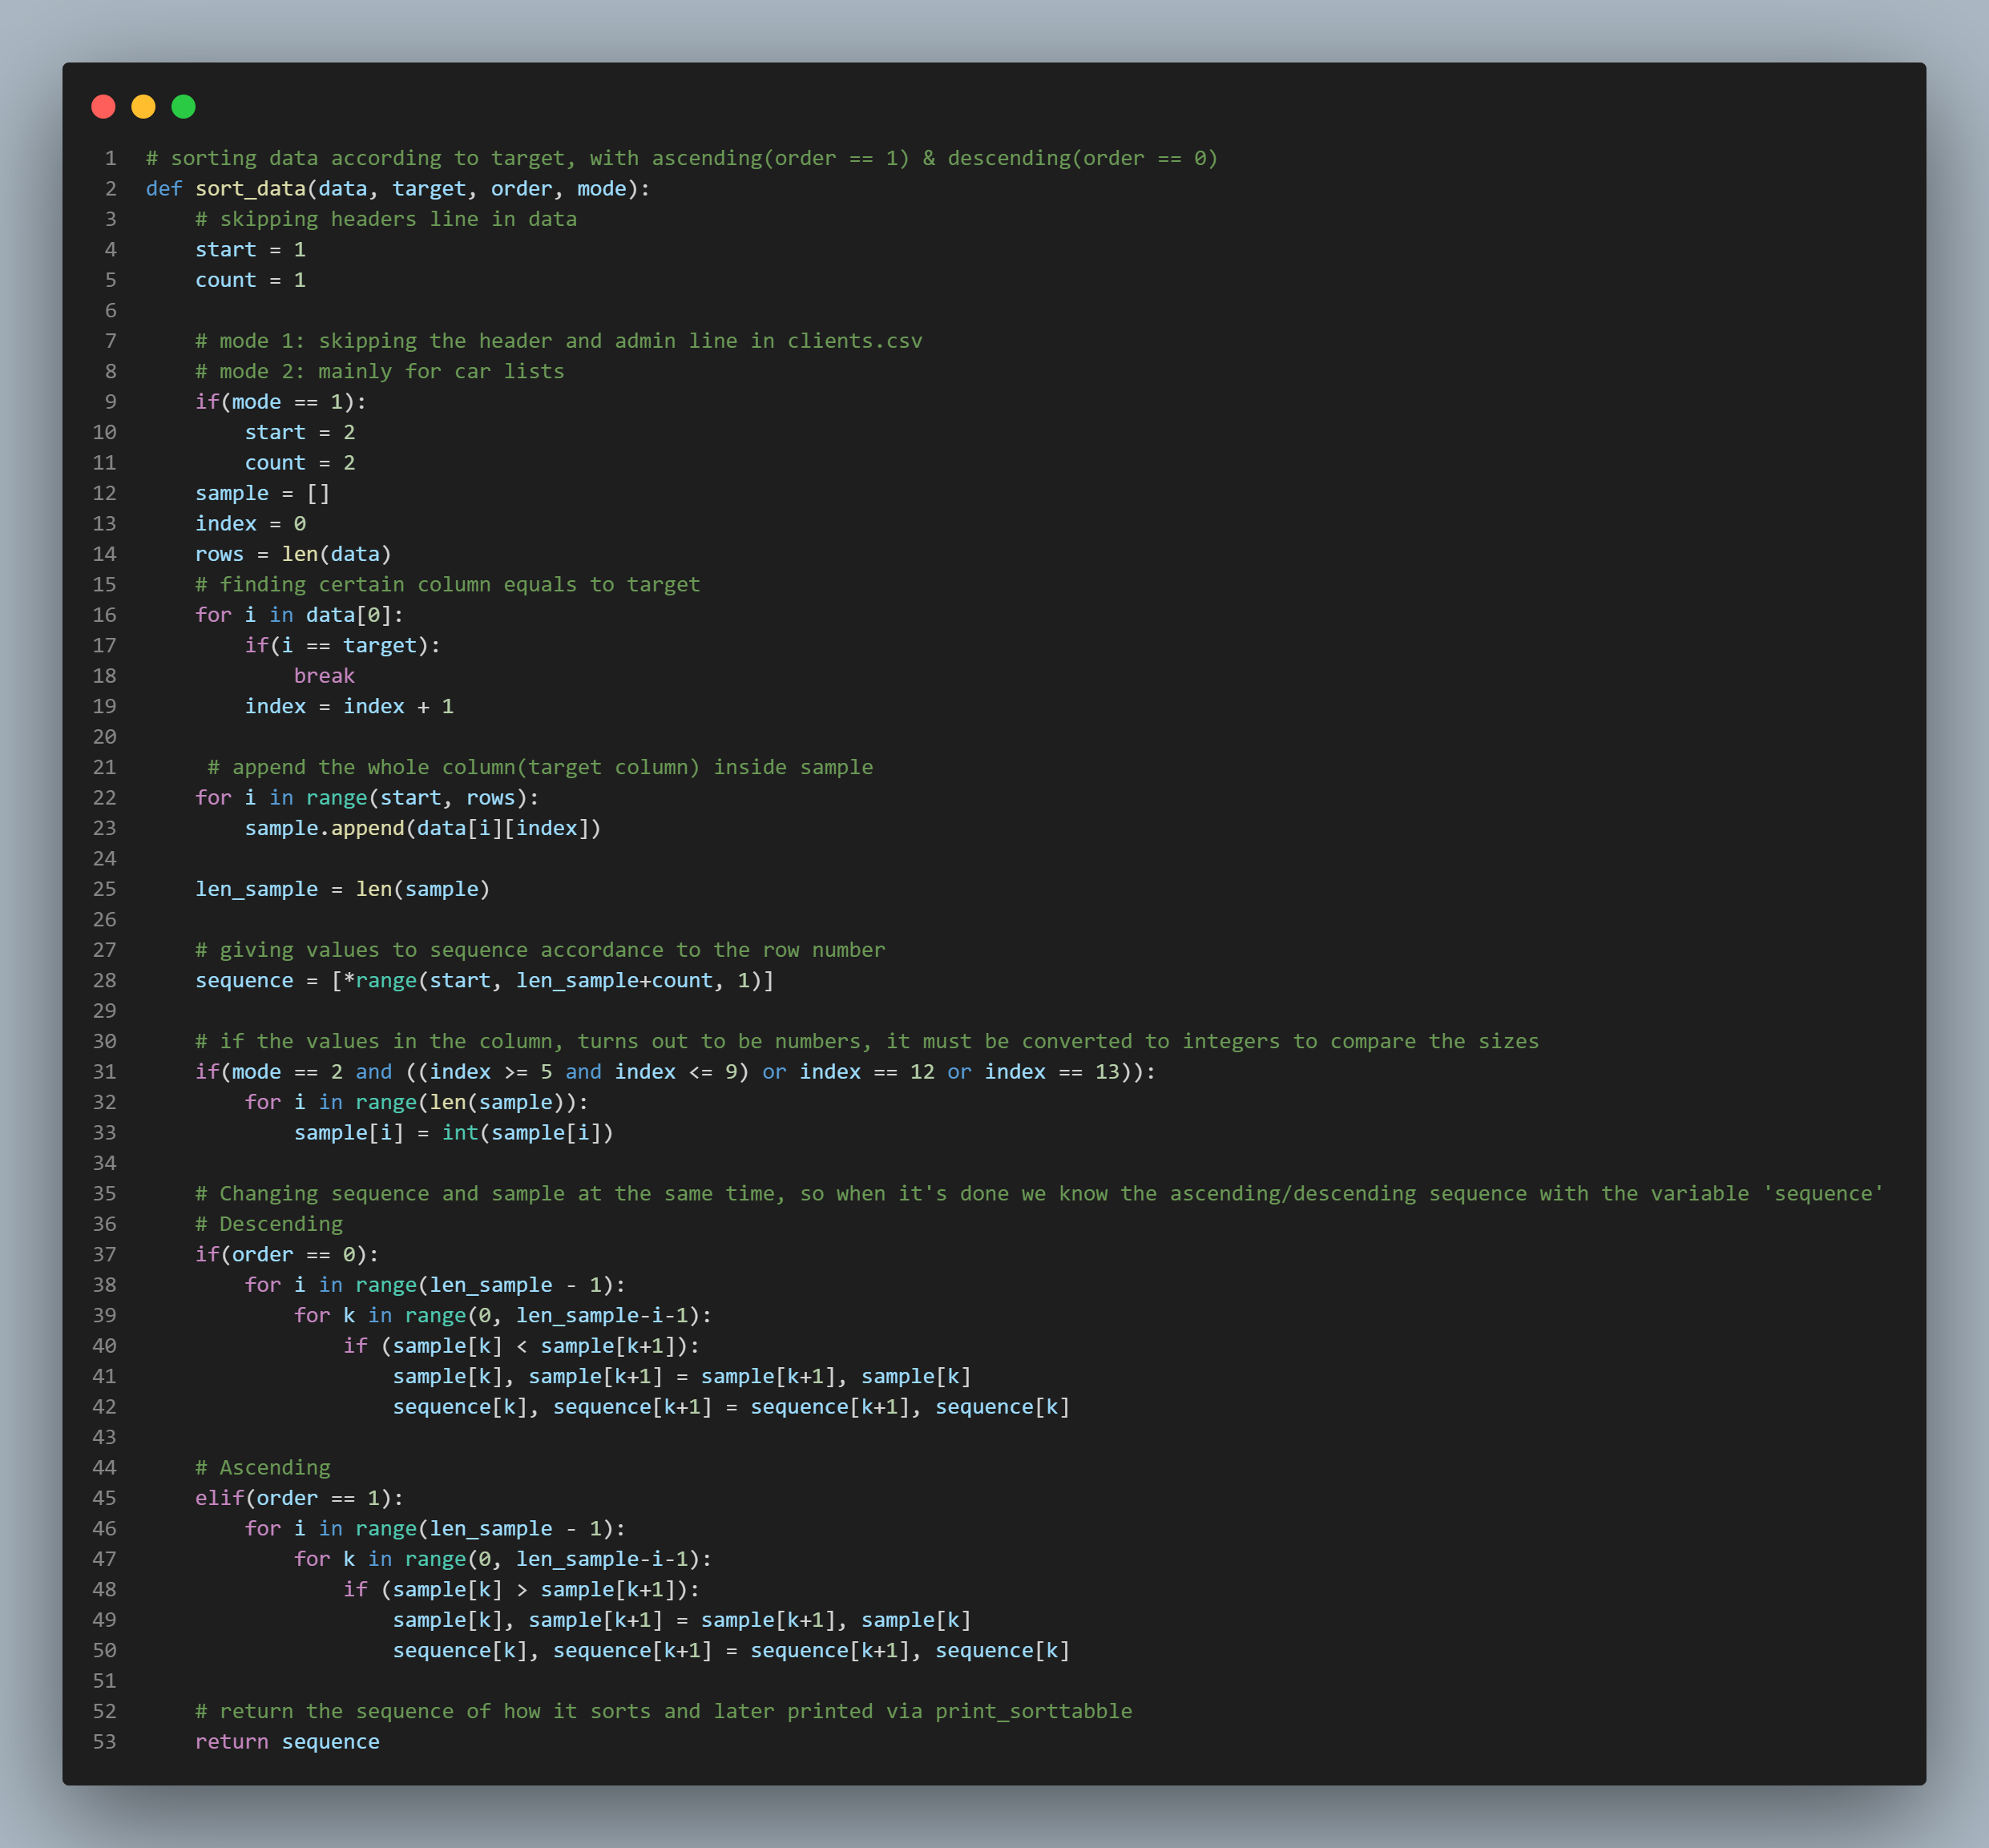 1 # sorting data according to target, with ascending(order == 1) & descending(order == 0)
2 def sort_data(data, target, order, mode):
3     # skipping headers line in data
4     start = 1
5     count = 1
6
7     # mode 1: skipping the header and admin line in clients.csv
8     # mode 2: mainly for car lists
9     if(mode == 1):
10         start = 2
11         count = 2
12     sample = []
13     index = 0
14     rows = len(data)
15     # finding certain column equals to target
16     for i in data[0]:
17         if(i == target):
18             break
19         index = index + 1
20
21      # append the whole column(target column) inside sample
22     for i in range(start, rows):
23         sample.append(data[i][index])
24
25     len_sample = len(sample)
26
27     # giving values to sequence accordance to the row number
28     sequence = [*range(start, len_sample+count, 1)]
29
30     # if the values in the column, turns out to be numbers, it must be converted to integers to compare the sizes
31     if(mode == 2 and ((index >= 5 and index <= 9) or index == 12 or index == 13)):
32         for i in range(len(sample)):
33             sample[i] = int(sample[i])
34
35     # Changing sequence and sample at the same time, so when it's done we know the ascending/descending sequence with the variable 'sequence'
36     # Descending
37     if(order == 0):
38         for i in range(len_sample - 1):
39             for k in range(0, len_sample-i-1):
40                 if (sample[k] < sample[k+1]):
41                     sample[k], sample[k+1] = sample[k+1], sample[k]
42                     sequence[k], sequence[k+1] = sequence[k+1], sequence[k]
43
44     # Ascending
45     elif(order == 1):
46         for i in range(len_sample - 1):
47             for k in range(0, len_sample-i-1):
48                 if (sample[k] > sample[k+1]):
49                     sample[k], sample[k+1] = sample[k+1], sample[k]
50                     sequence[k], sequence[k+1] = sequence[k+1], sequence[k]
51
52     # return the sequence of how it sorts and later printed via print_sorttabble
53     return sequence